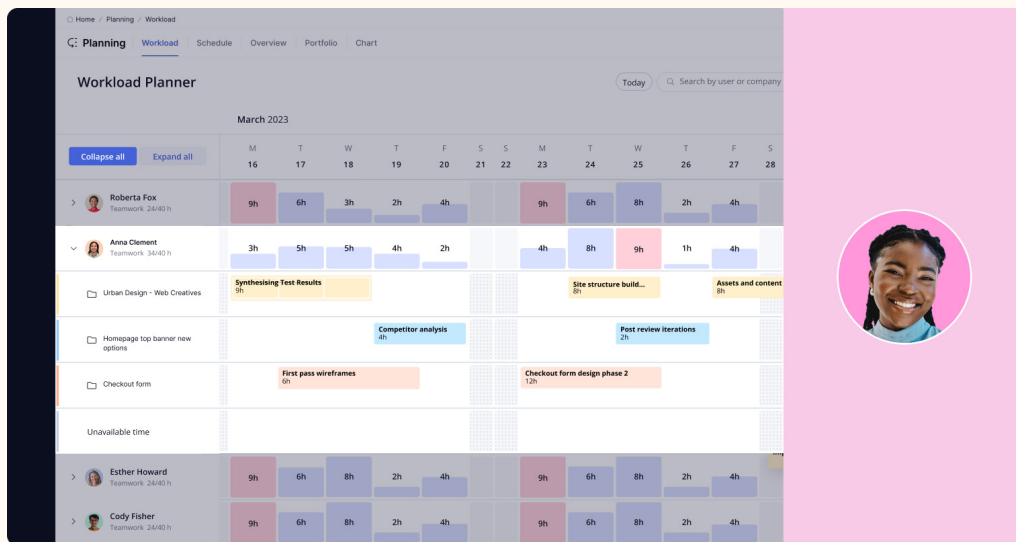 Home / Planning / Workload
Planning Workload Schedule Overview Portfolio Chart
Workload Planner Today Search by user or company
March 2023
Collapse all Expand all
M T W T F S S M T W T F S
16 17 18 19 20 21 22 23 24 25 26 27 28
Roberta Fox
Teamwork 24/40 h
9h 6h 3h 2h 4h 9h 6h 8h 2h 4h
Anna Clement
Teamwork 34/40 h
3h 5h 5h 4h 2h 4h 8h 9h 1h 4h
Urban Design - Web Creatives
Synthesising Test Results
9h
Site structure build...
8h
Assets and content
8h
Homepage top banner new
options
Competitor analysis
4h
Post review iterations
2h
Checkout form
First pass wireframes
6h
Checkout form design phase 2
12h
Unavailable time
Esther Howard
Teamwork 24/40 h
9h 6h 8h 2h 4h 9h 6h 8h 2h 4h
Cody Fisher
Teamwork 24/40 h
9h 6h 8h 2h 4h 9h 6h 8h 2h 4h